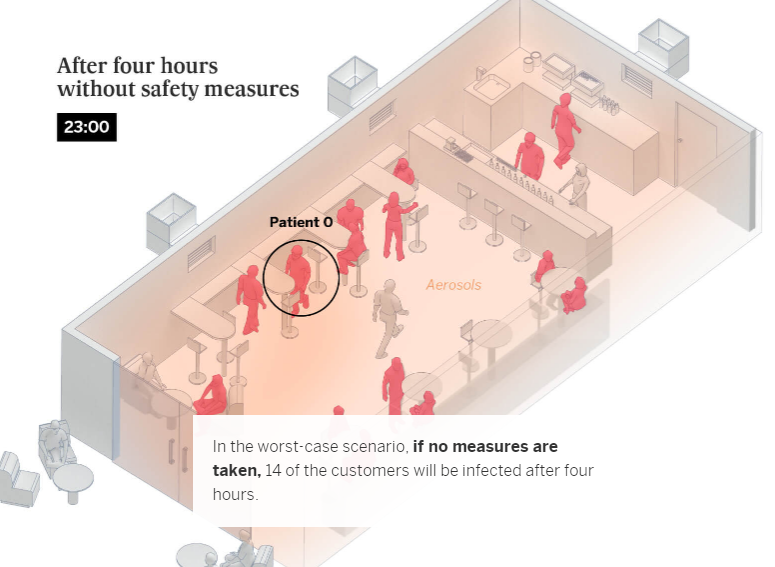 After four hours
without safety measures
23:00
Patient 0
Aerosols
In the worst-case scenario, if no measures are
taken, 14 of the customers will be infected after four
hours.